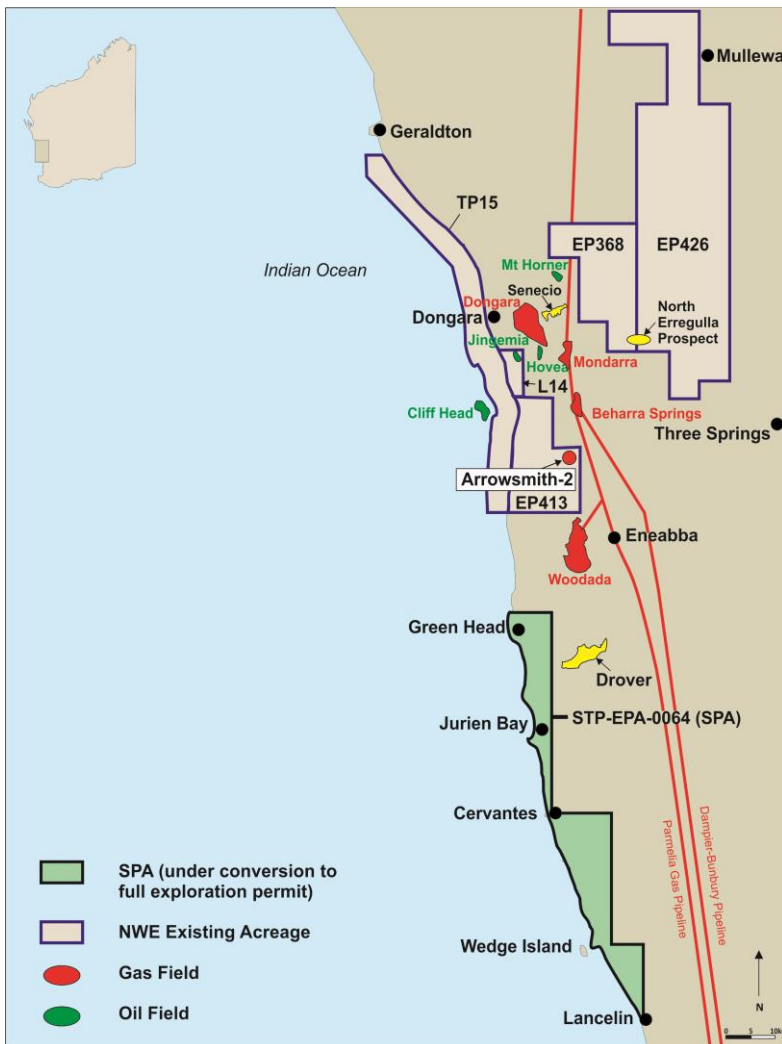 Mullewa
Geraldton
TP15
EP368
EP426
Indian Ocean
Mt Horner
Senecio
Dongara
Dongara
North
Erregulla
Prospect
Jingemia
Hovea
Mondarra
L14
Cliff Head
Beharra Springs
Three Springs
Arrowsmith-2
EP413
Eneabba
Woodada
Green Head
Drover
STP-EPA-0064 (SPA)
Jurien Bay
Cervantes
Parmelia Gas Pipeline
Dampier-Bunbury Pipeline
SPA (under conversion to
full exploration permit)
NWE Existing Acreage
Wedge Island
Gas Field
Oil Field
Lancelin
N
0 5 10k